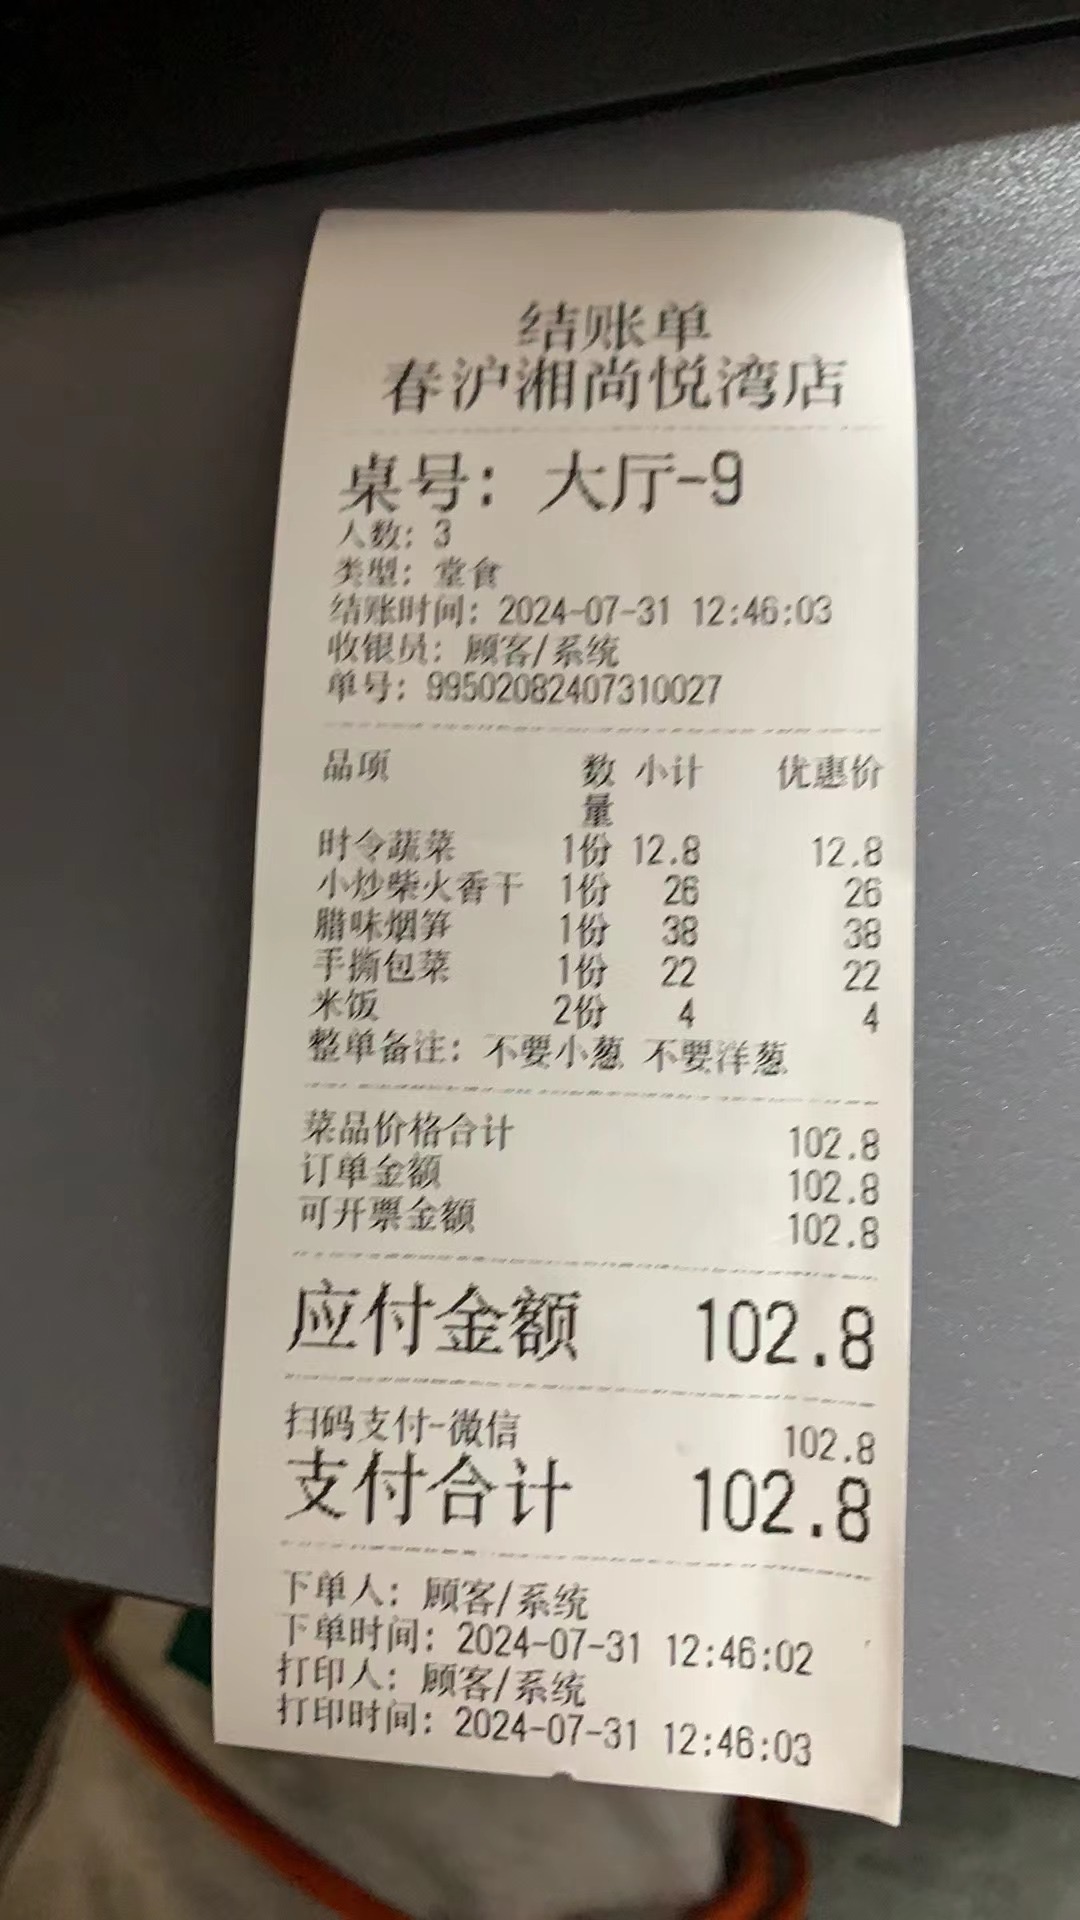 结账单
春沪湘尚悦湾店
桌号：大厅-9
人数：3
类型：堂食
结账时间：2024-07-31 12:46:03
收银员：顾客/系统
单号：99502082407310027
品项 数量 小计 优惠价
时令蔬菜 1份 12.8 12.8
小炒柴火香干 1份 26 26
腊味烟笋 1份 38 38
手撕包菜 1份 22 22
米饭 2份 4 4
整单备注：不要小葱 不要洋葱
菜品价格合计 102.8
订单金额 102.8
可开票金额 102.8
应付金额 102.8
扫码支付-微信 102.8
支付合计 102.8
下单人：顾客/系统
下单时间：2024-07-31 12:46:02
打印人：顾客/系统
打印时间：2024-07-31 12:46:03